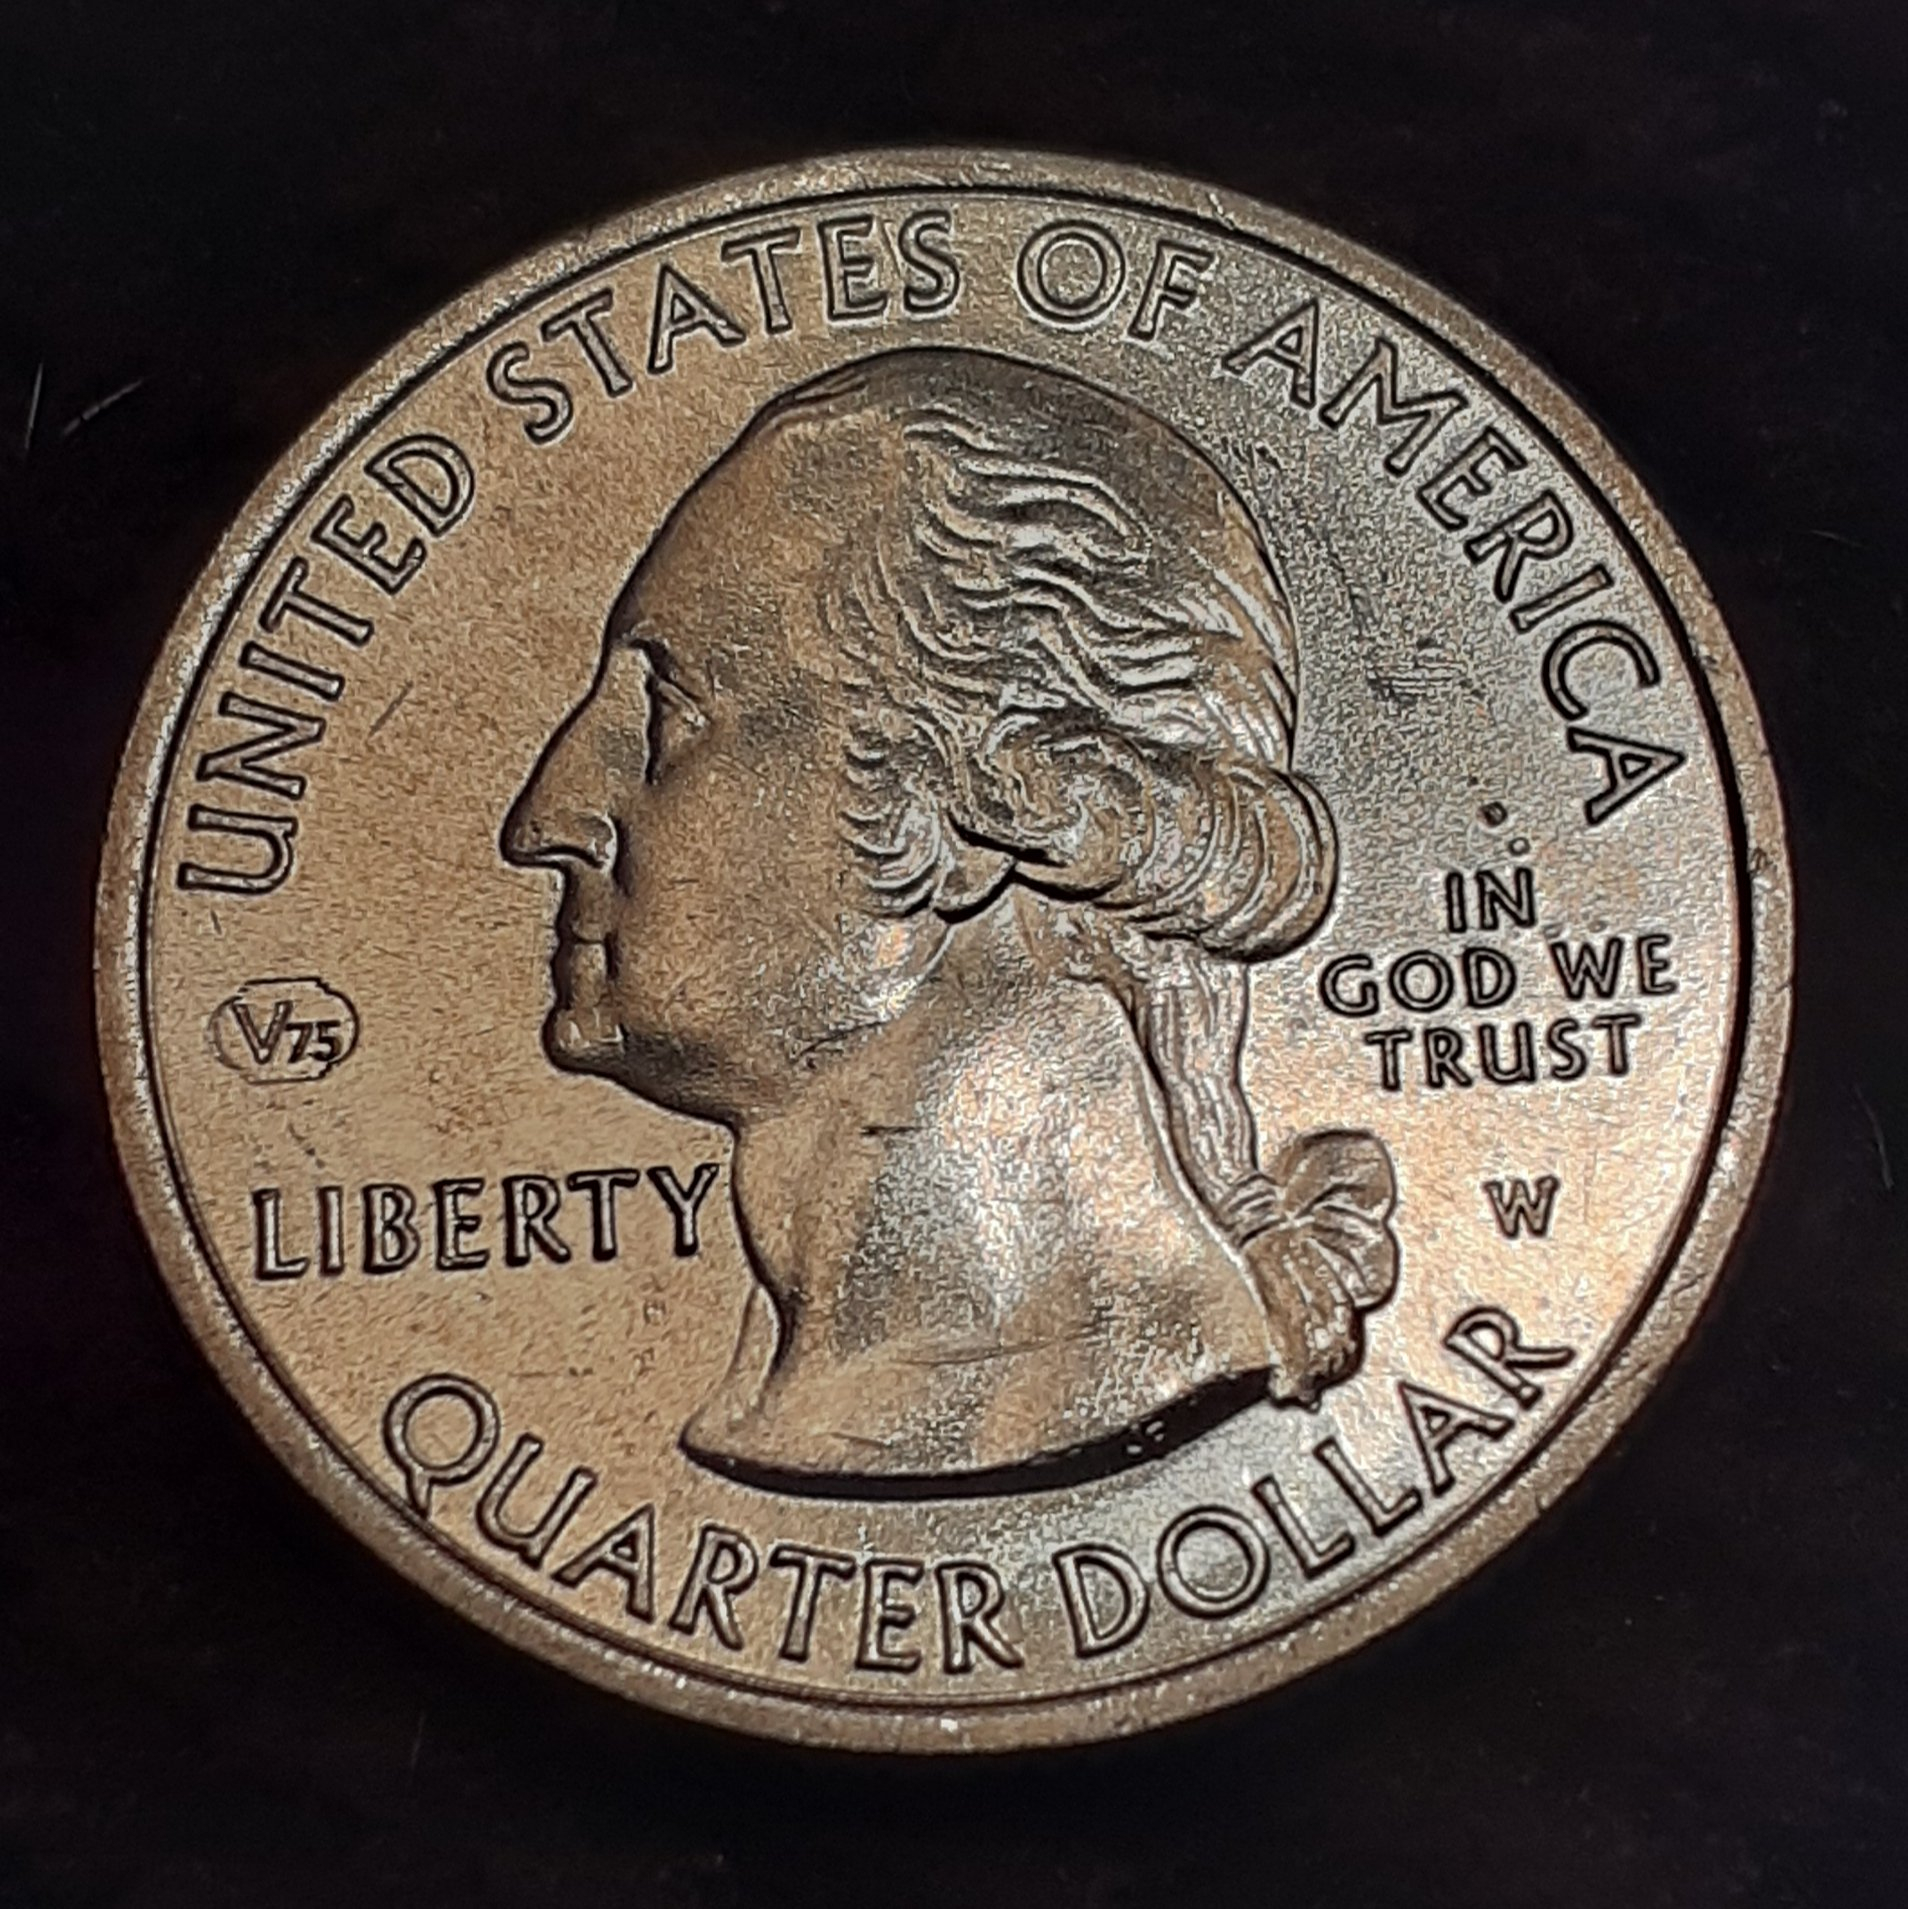 UNITED STATES OF AMERICA
V75
LIBERTY
IN
GOD WE
TRUST
W
QUARTER DOLLAR